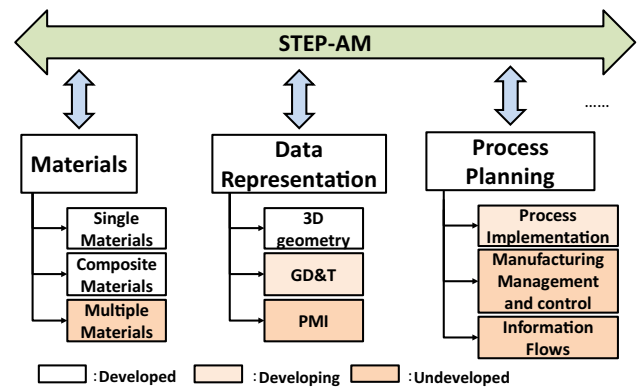 STEP-AM
......
Materials
Data
Representation
Process
Planning
Single
Materials
Composite
Materials
Multiple
Materials
3D
geometry
GD&T
PMI
Process
Implementation
Manufacturing
Management
and control
Information
Flows
:Developed
:Developing
:Undeveloped